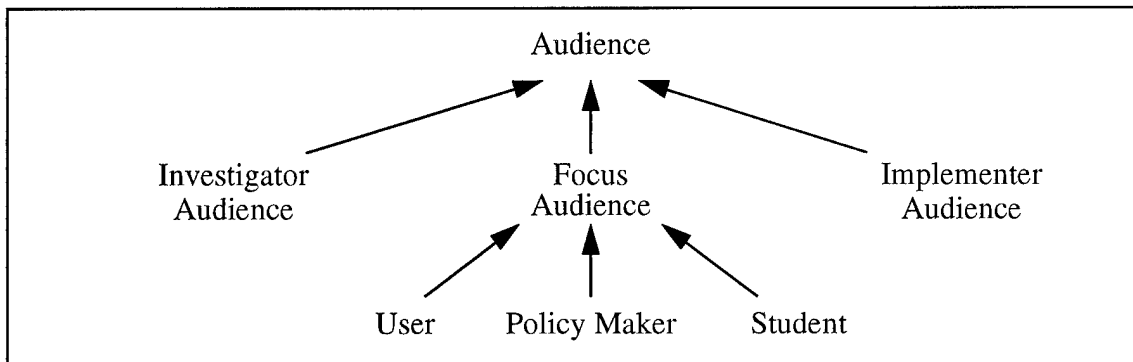 Audience
Investigator
Audience
Focus
Audience
Implementer
Audience
User
Policy Maker
Student